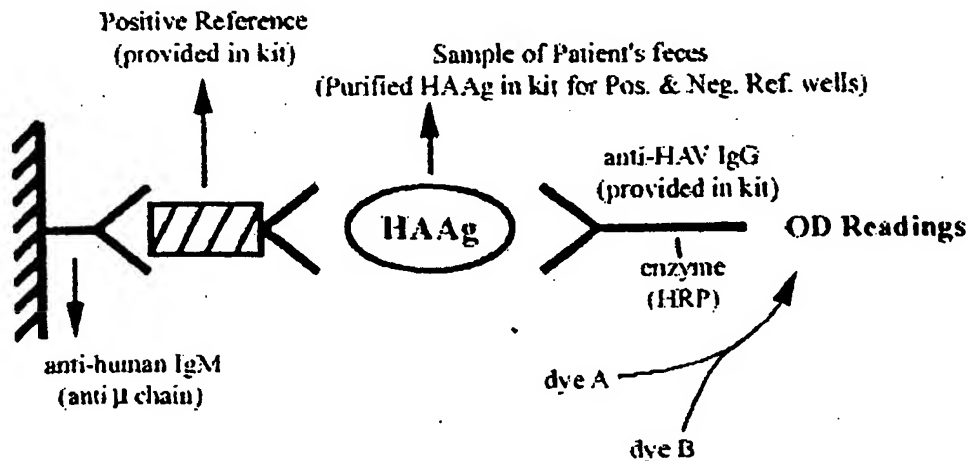 Positive Reference
(provided in kit)
Sample of Patient's feces
(Purified HAAg in kit for Pos. & Neg. Ref. wells)
anti-HAV IgG
(provided in kit)
HAAg
OD Readings
enzyme
(HRP)
anti-human IgM
(anti μ chain)
dye A
dye B